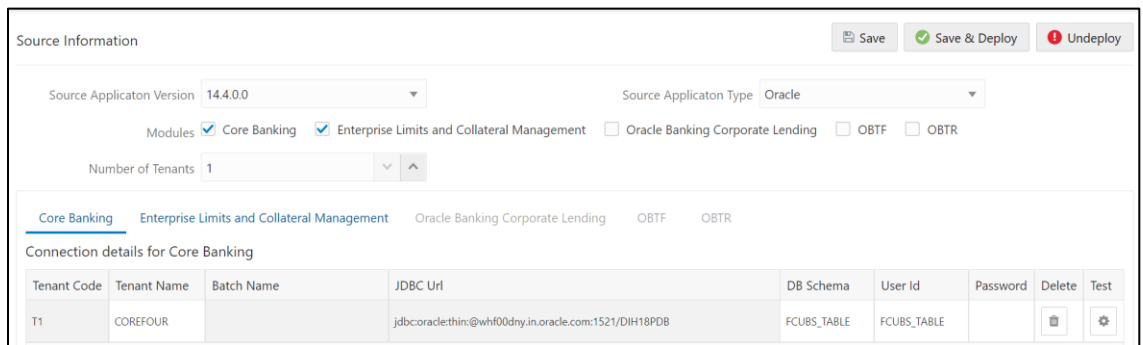 Source Information Save Save & Deploy Undeploy
Source Applicaton Version 14.4.0.0 Source Applicaton Type Oracle
Modules Core Banking Enterprise Limits and Collateral Management Oracle Banking Corporate Lending OBTF OBTR
Number of Tenants 1
Core Banking Enterprise Limits and Collateral Management Oracle Banking Corporate Lending OBTF OBTR
Connection details for Core Banking
Tenant Code Tenant Name Batch Name JDBC Url DB Schema User Id Password Delete Test
T1 COREFOUR jdbc:oracle:thin:@whf00dny.in.oracle.com:1521/DIH18PDB FCUBS_TABLE FCUBS_TABLE